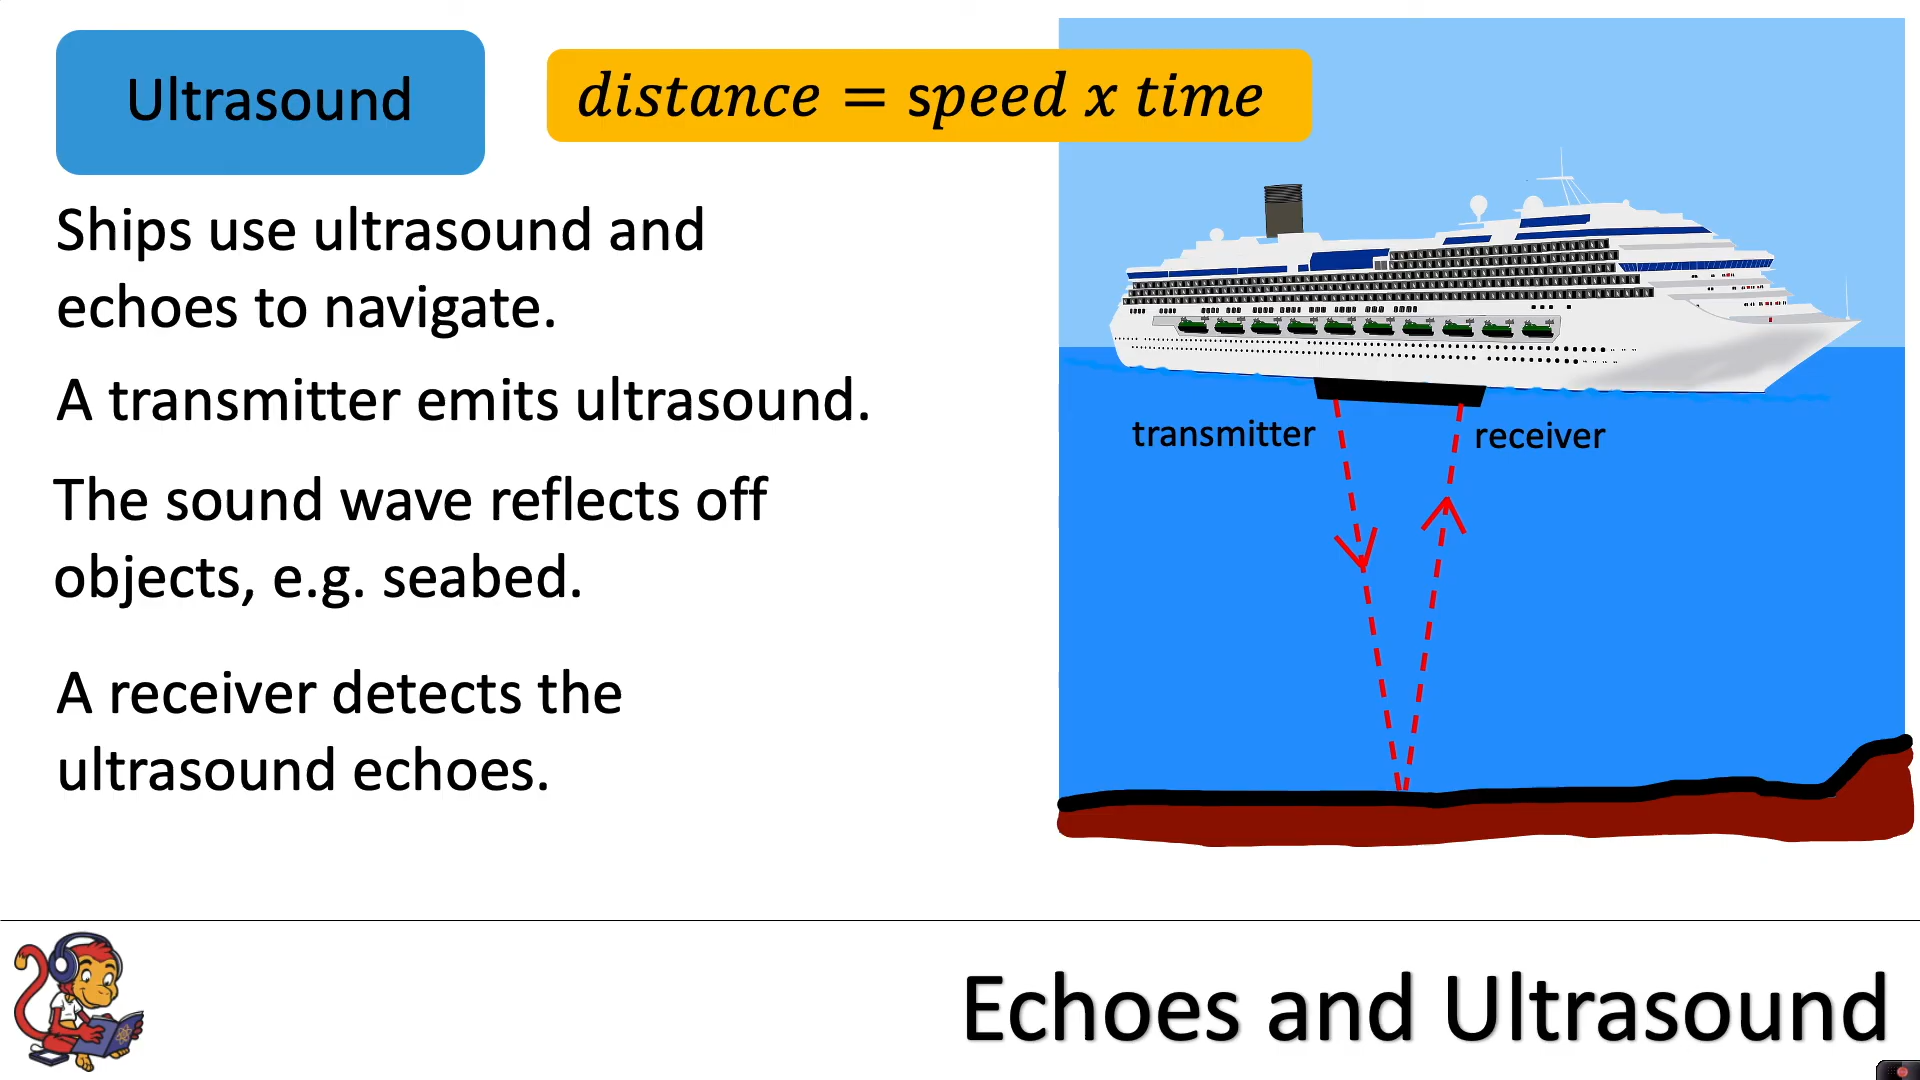 Ultrasound
distance = speed x time
Ships use ultrasound and
echoes to navigate.
A transmitter emits ultrasound.
The sound wave reflects off
objects, e.g. seabed.
A receiver detects the
ultrasound echoes.
transmitter
receiver
Echoes and Ultrasound